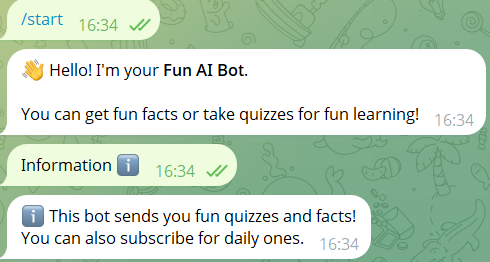 /start 16:34
👋 Hello! I'm your Fun AI Bot.
You can get fun facts or take quizzes for fun learning! 16:34
Information ℹ️ 16:34
ℹ️ This bot sends you fun quizzes and facts!
You can also subscribe for daily ones. 16:34